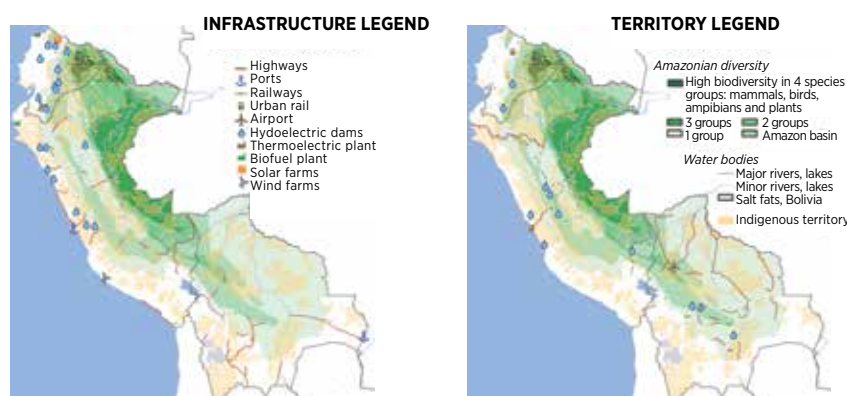 INFRASTRUCTURE LEGEND
Highways
Ports
Railways
Urban rail
Airport
Hydoelectric dams
Thermoelectric plant
Biofuel plant
Solar farms
Wind farms
TERRITORY LEGEND
Amazonian diversity
High biodiversity in 4 species
groups: mammals, birds,
ampibians and plants
3 groups 2 groups
1 group Amazon basin
Water bodies
Major rivers, lakes
Minor rivers, lakes
Salt fats, Bolivia
Indigenous territory